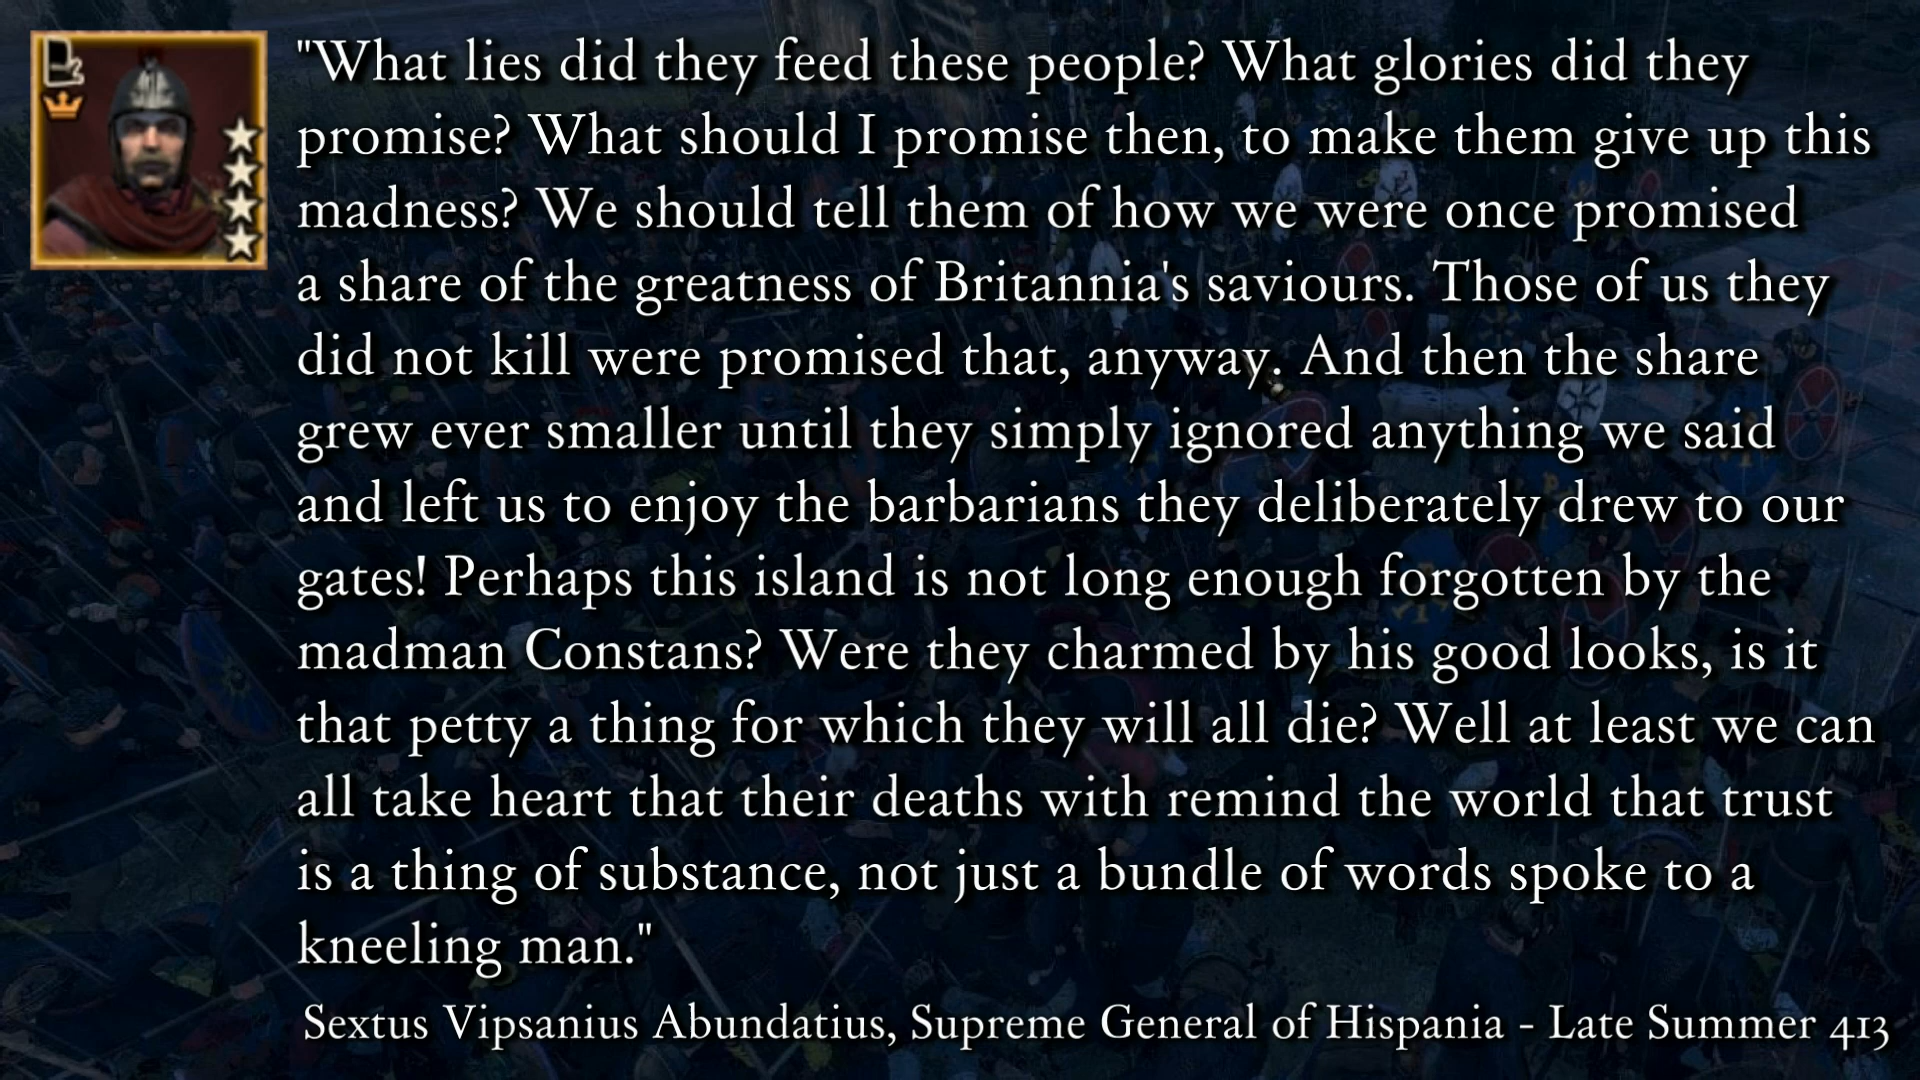 "What lies did they feed these people? What glories did they
promise? What should I promise then, to make them give up this
madness? We should tell them of how we were once promised
a share of the greatness of Britannia's saviours. Those of us they
did not kill were promised that, anyway. And then the share
grew ever smaller until they simply ignored anything we said
and left us to enjoy the barbarians they deliberately drew to our
gates! Perhaps this island is not long enough forgotten by the
madman Constans? Were they charmed by his good looks, is it
that petty a thing for which they will all die? Well at least we can
all take heart that their deaths with remind the world that trust
is a thing of substance, not just a bundle of words spoke to a
kneeling man."
Sextus Vipsanius Abundatius, Supreme General of Hispania - Late Summer 413